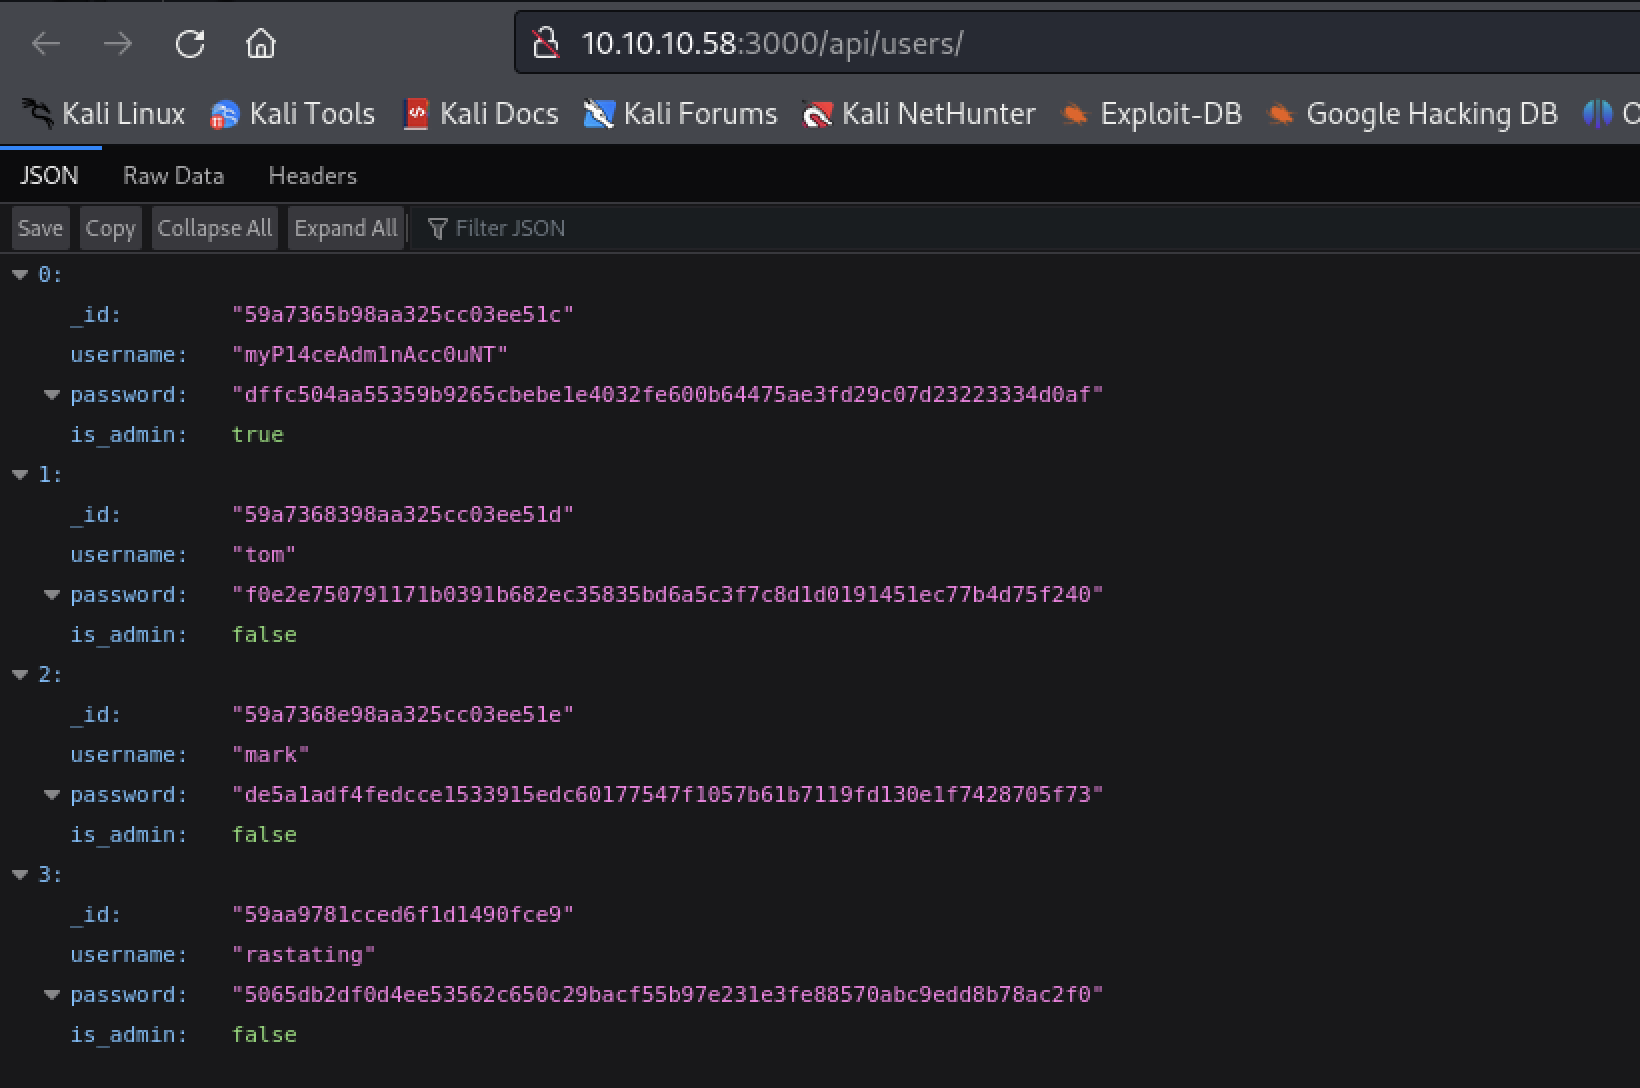 10.10.10.58:3000/api/users/
Kali Linux Kali Tools Kali Docs Kali Forums Kali NetHunter Exploit-DB Google Hacking DB O
JSON Raw Data Headers
Save Copy Collapse All Expand All Filter JSON
0:
_id: "59a7365b98aa325cc03ee51c"
username: "myP14ceAdm1nAcc0uNT"
password: "dffc504aa55359b9265cbebe1e4032fe600b64475ae3fd29c07d23223334d0af"
is_admin: true
1:
_id: "59a7368398aa325cc03ee51d"
username: "tom"
password: "f0e2e750791171b0391b682ec35835bd6a5c3f7c8d1d0191451ec77b4d75f240"
is_admin: false
2:
_id: "59a7368e98aa325cc03ee51e"
username: "mark"
password: "de5a1adf4fedcce1533915edc60177547f1057b61b7119fd130e1f7428705f73"
is_admin: false
3:
_id: "59aa9781cced6f1d1490fce9"
username: "rastating"
password: "5065db2df0d4ee53562c650c29bacf55b97e231e3fe88570abc9edd8b78ac2f0"
is_admin: false